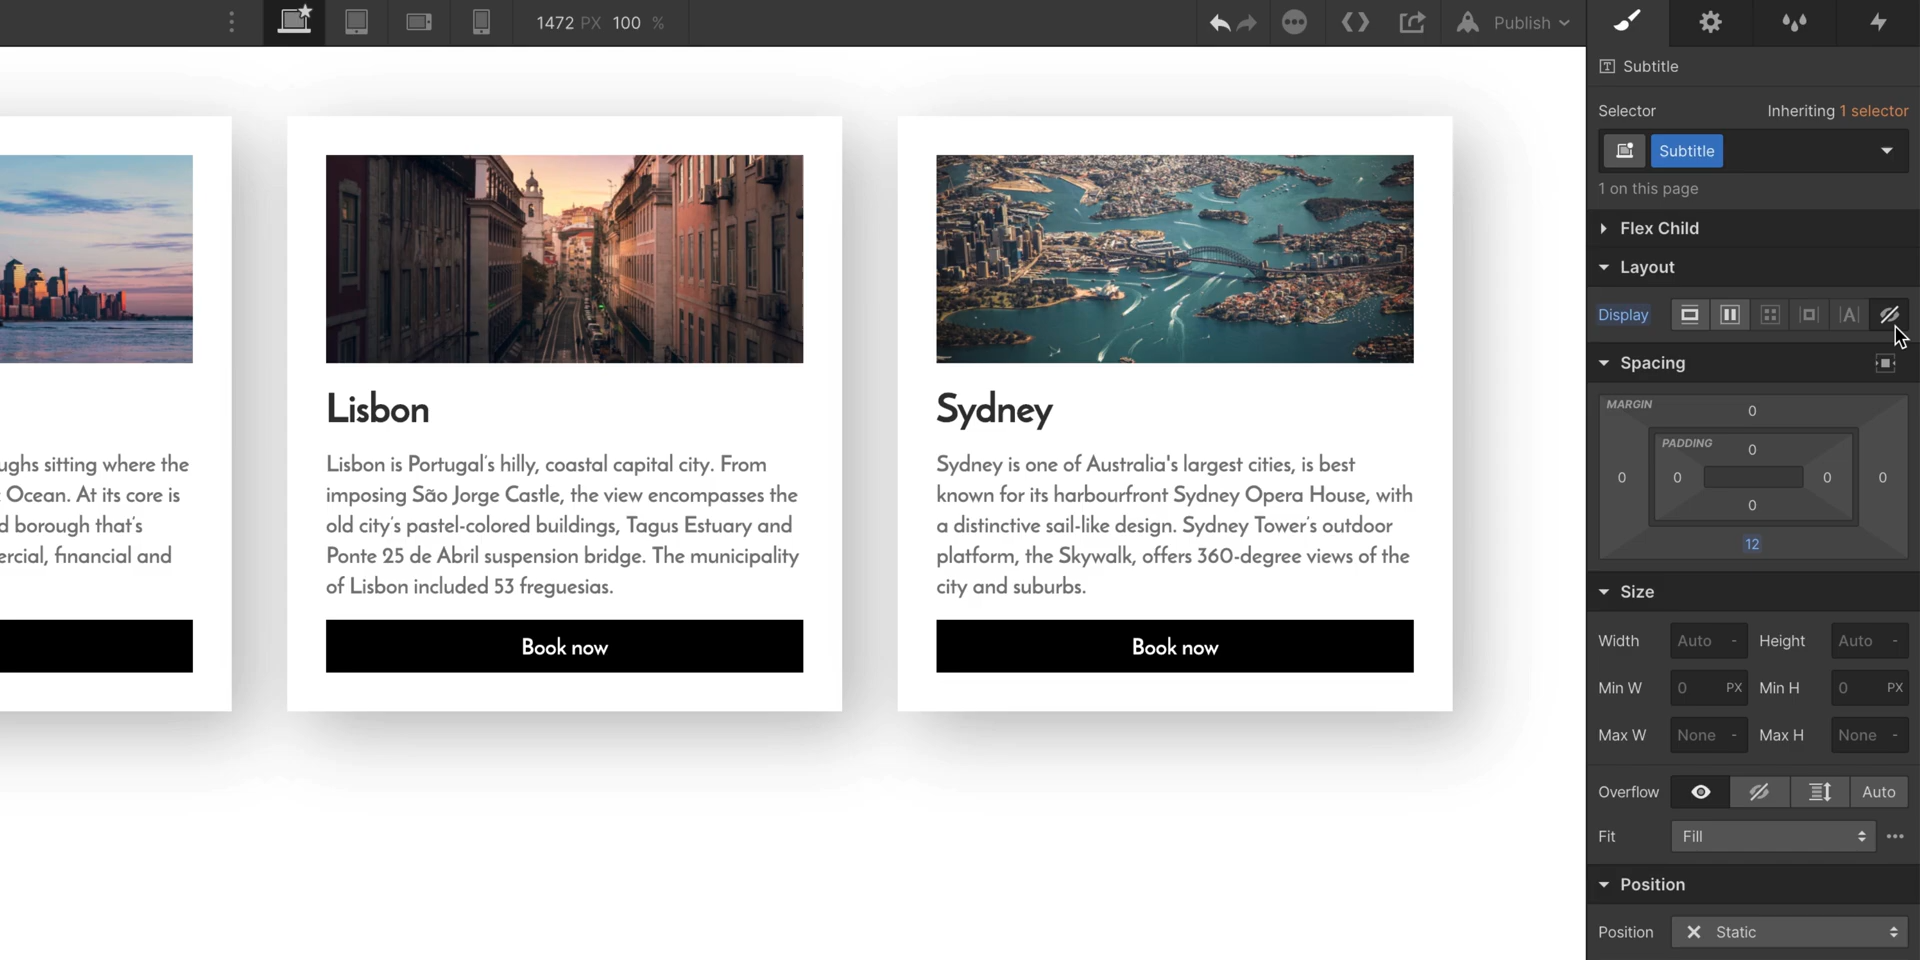 1472 PX 100 %
Publish
Subtitle
Selector
Inheriting 1 selector
Subtitle
1 on this page
Flex Child
Layout
Display
Spacing
MARGIN
0
PADDING
0
0 0 0 0
0
12
Size
Width Auto - Height Auto -
Min W 0 PX Min H 0 PX
Max W None - Max H None -
Overflow Auto
Fit Fill
Position
Position Static
ughs sitting where the
Ocean. At its core is
d borough that's
ercial, financial and
Lisbon
Lisbon is Portugal's hilly, coastal capital city. From
imposing São Jorge Castle, the view encompasses the
old city's pastel-colored buildings, Tagus Estuary and
Ponte 25 de Abril suspension bridge. The municipality
of Lisbon included 53 freguesias.
Book now
Sydney
Sydney is one of Australia's largest cities, is best
known for its harbourfront Sydney Opera House, with
a distinctive sail-like design. Sydney Tower's outdoor
platform, the Skywalk, offers 360-degree views of the
city and suburbs.
Book now